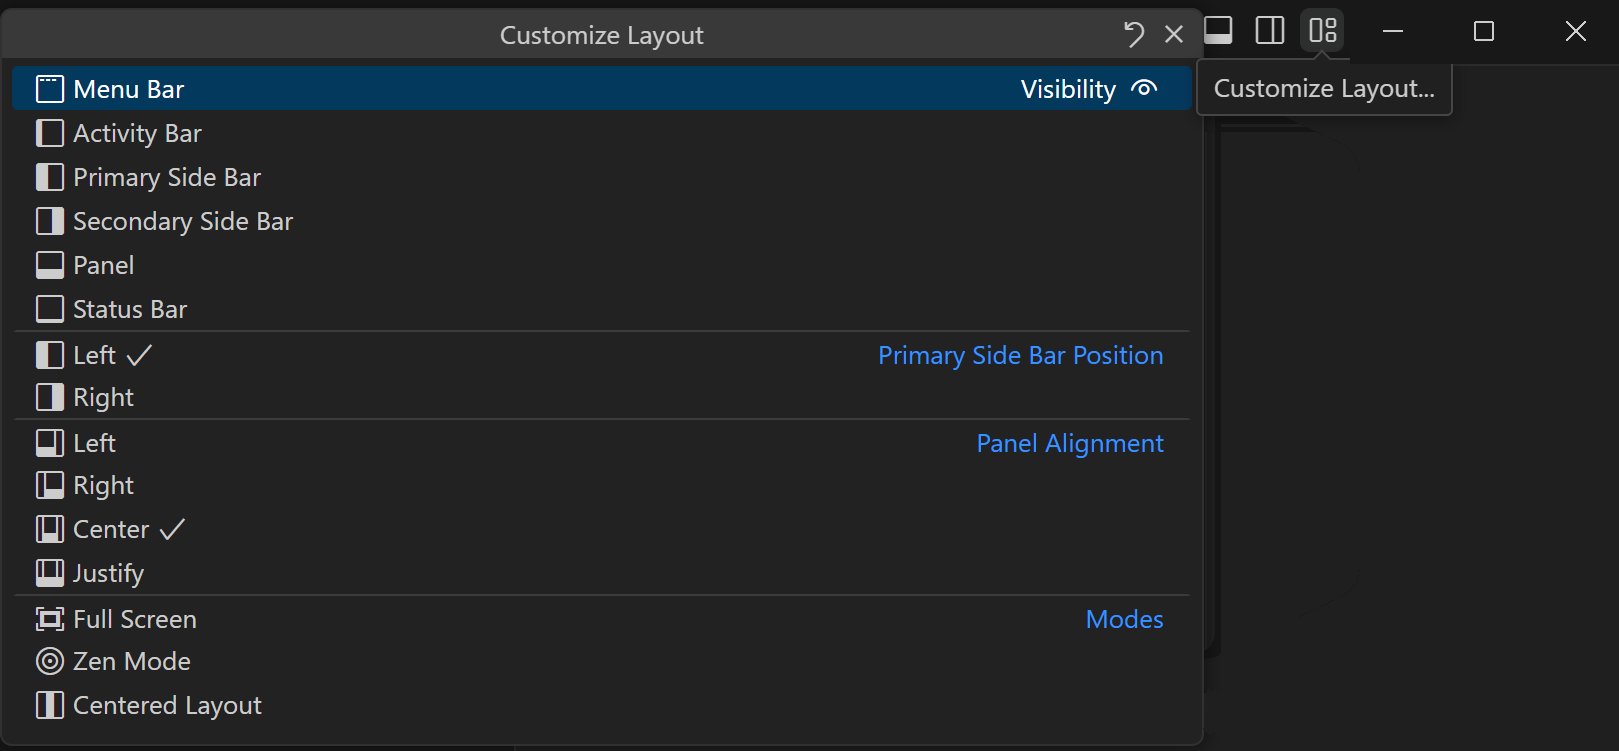 Customize Layout
Menu Bar Visibility
Customize Layout...
Activity Bar
Primary Side Bar
Secondary Side Bar
Panel
Status Bar
Left Primary Side Bar Position
Right
Left Panel Alignment
Right
Center
Justify
Full Screen Modes
Zen Mode
Centered Layout